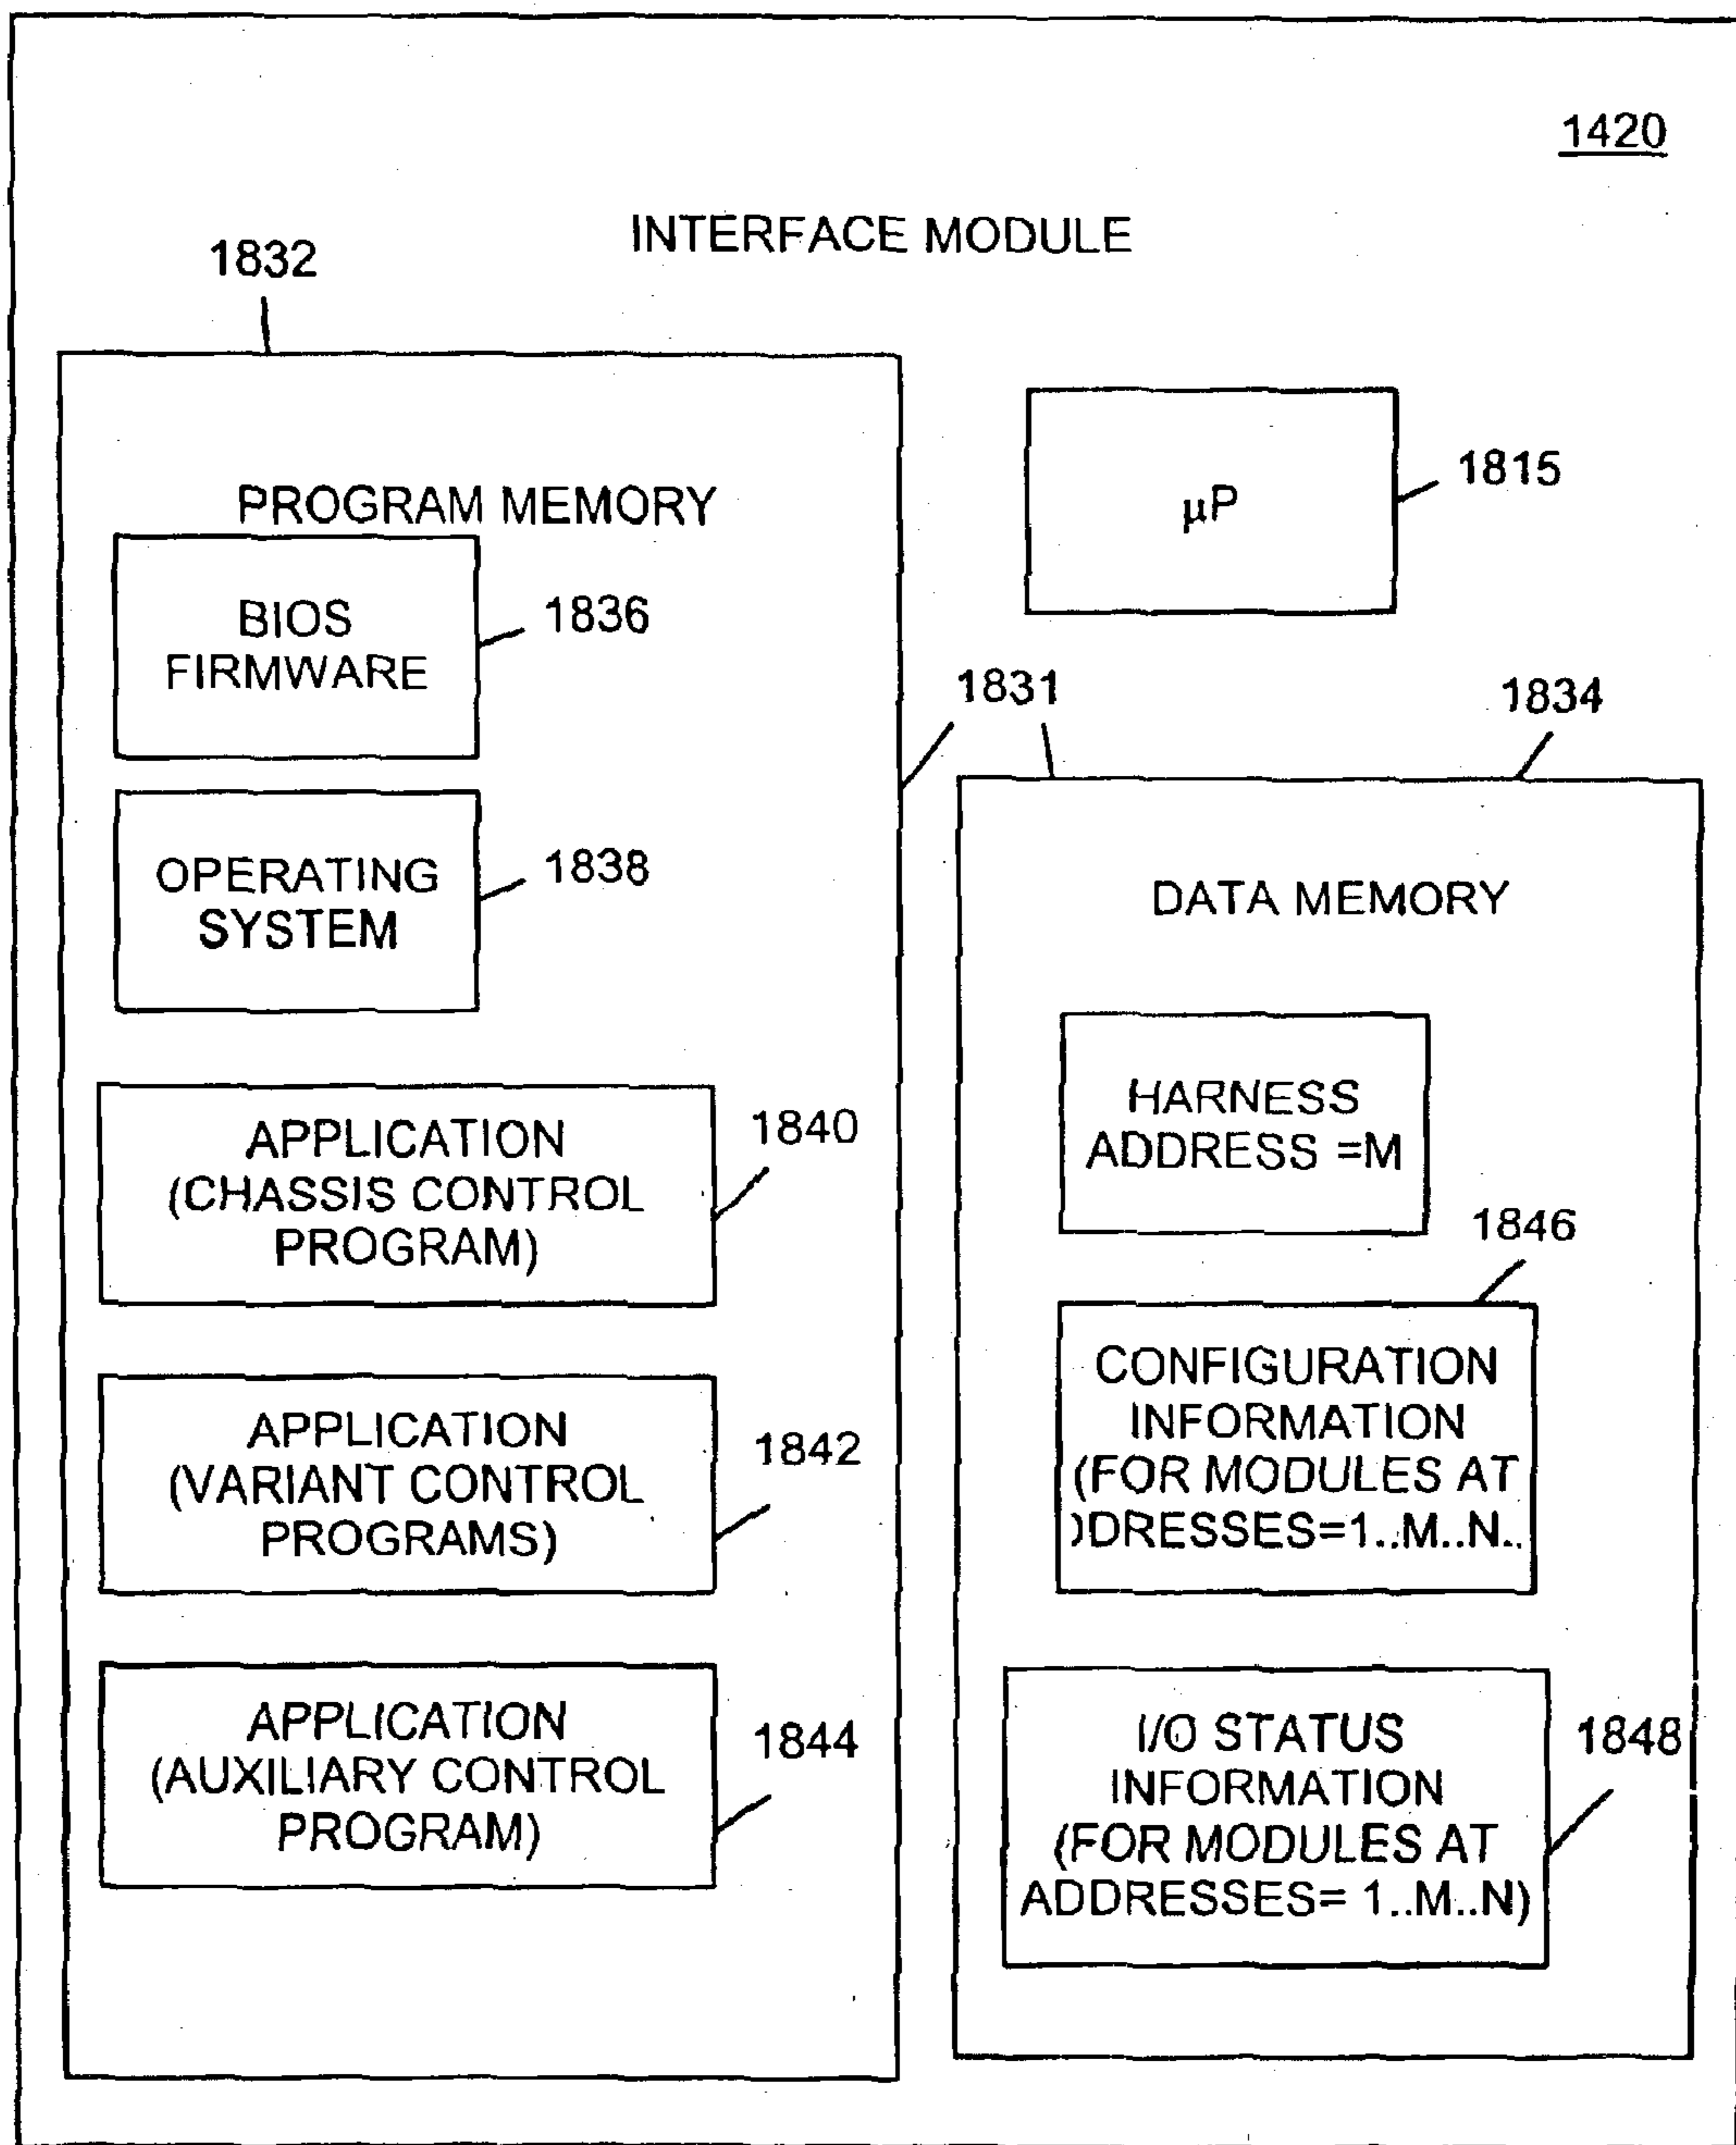 1420
INTERFACE MODULE
1832
PROGRAM MEMORY
BIOS
FIRMWARE
1836
OPERATING
SYSTEM
1838
APPLICATION
(CHASSIS CONTROL
PROGRAM)
1840
APPLICATION
(VARIANT CONTROL
PROGRAMS)
1842
APPLICATION
(AUXILIARY CONTROL
PROGRAM)
1844
µP
1815
1831
1834
DATA MEMORY
HARNESS
ADDRESS =M
1846
CONFIGURATION
INFORMATION
(FOR MODULES AT
)DRESSES=1..M..N..
I/O STATUS
INFORMATION
(FOR MODULES AT
ADDRESSES= 1..M..N)
1848